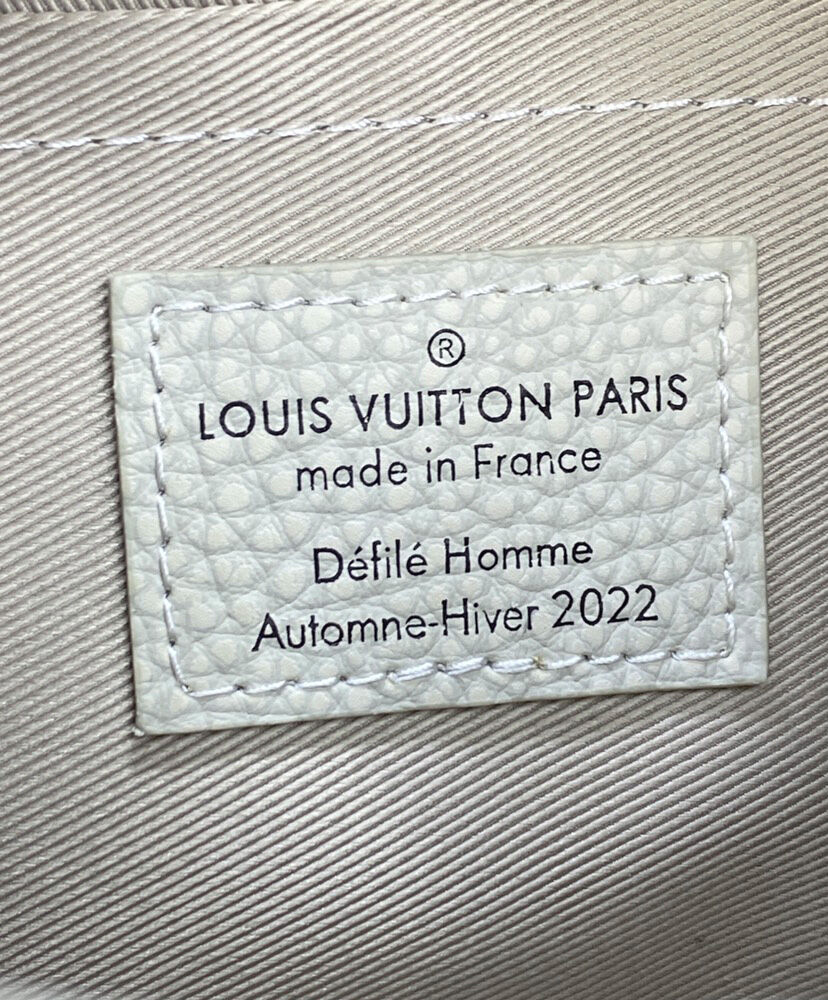 ®
LOUIS VUITTON PARIS
made in France
Défilé Homme
Automne-Hiver 2022